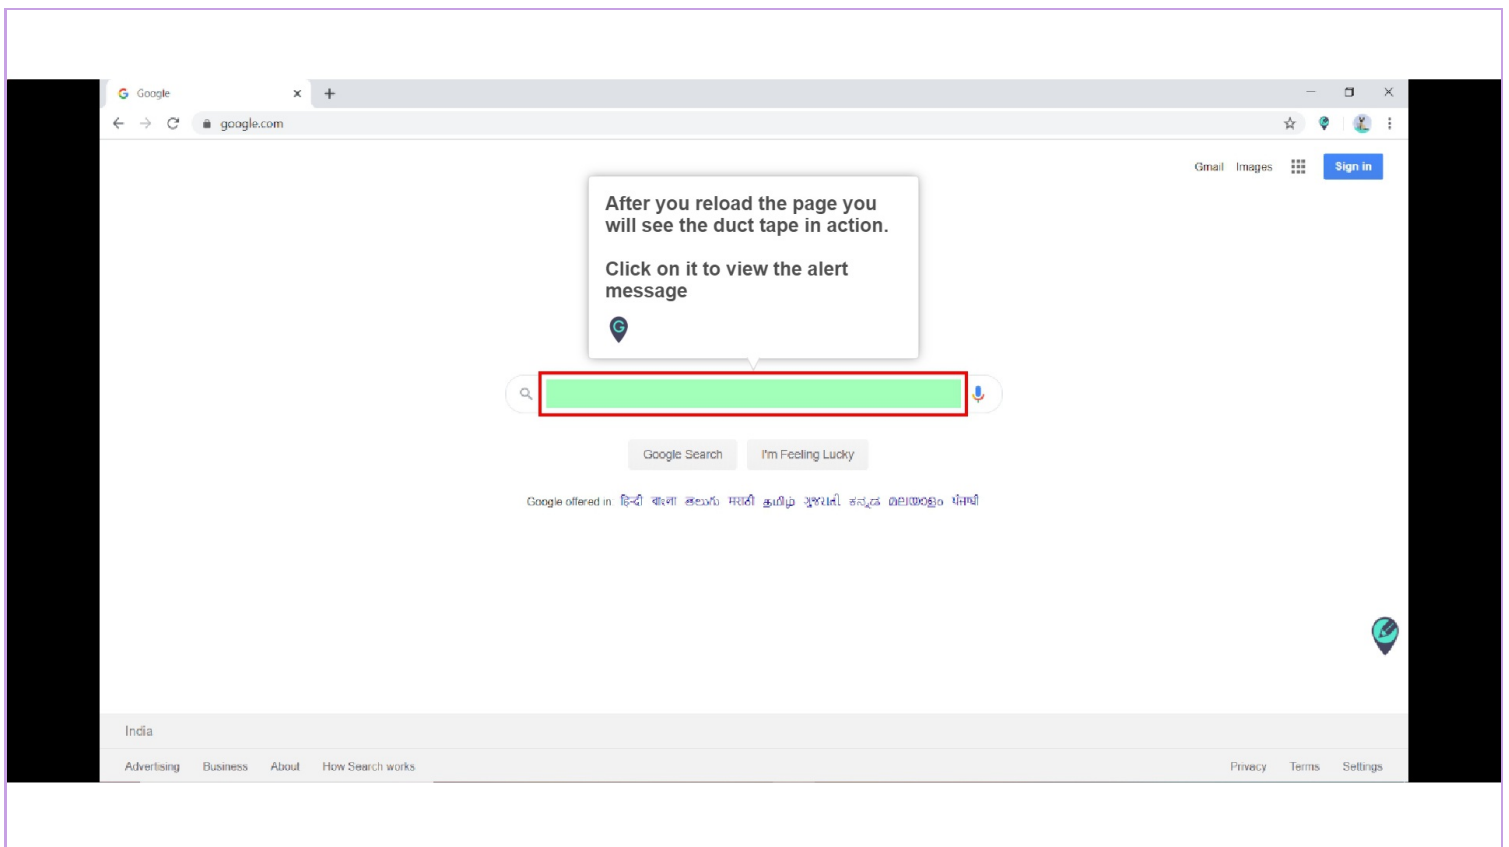 Google
google.com
Gmail Images
Sign in
After you reload the page you
will see the duct tape in action.
Click on it to view the alert
message
G
Google Search
I'm Feeling Lucky
Google offered in: हिन्दी বাংলা తెలుగు मराठी தமிழ் ગુજરાતી ಕನ್ನಡ മലയാളം ਪੰਜਾਬੀ
India
Advertising Business About How Search works
Privacy Terms Settings